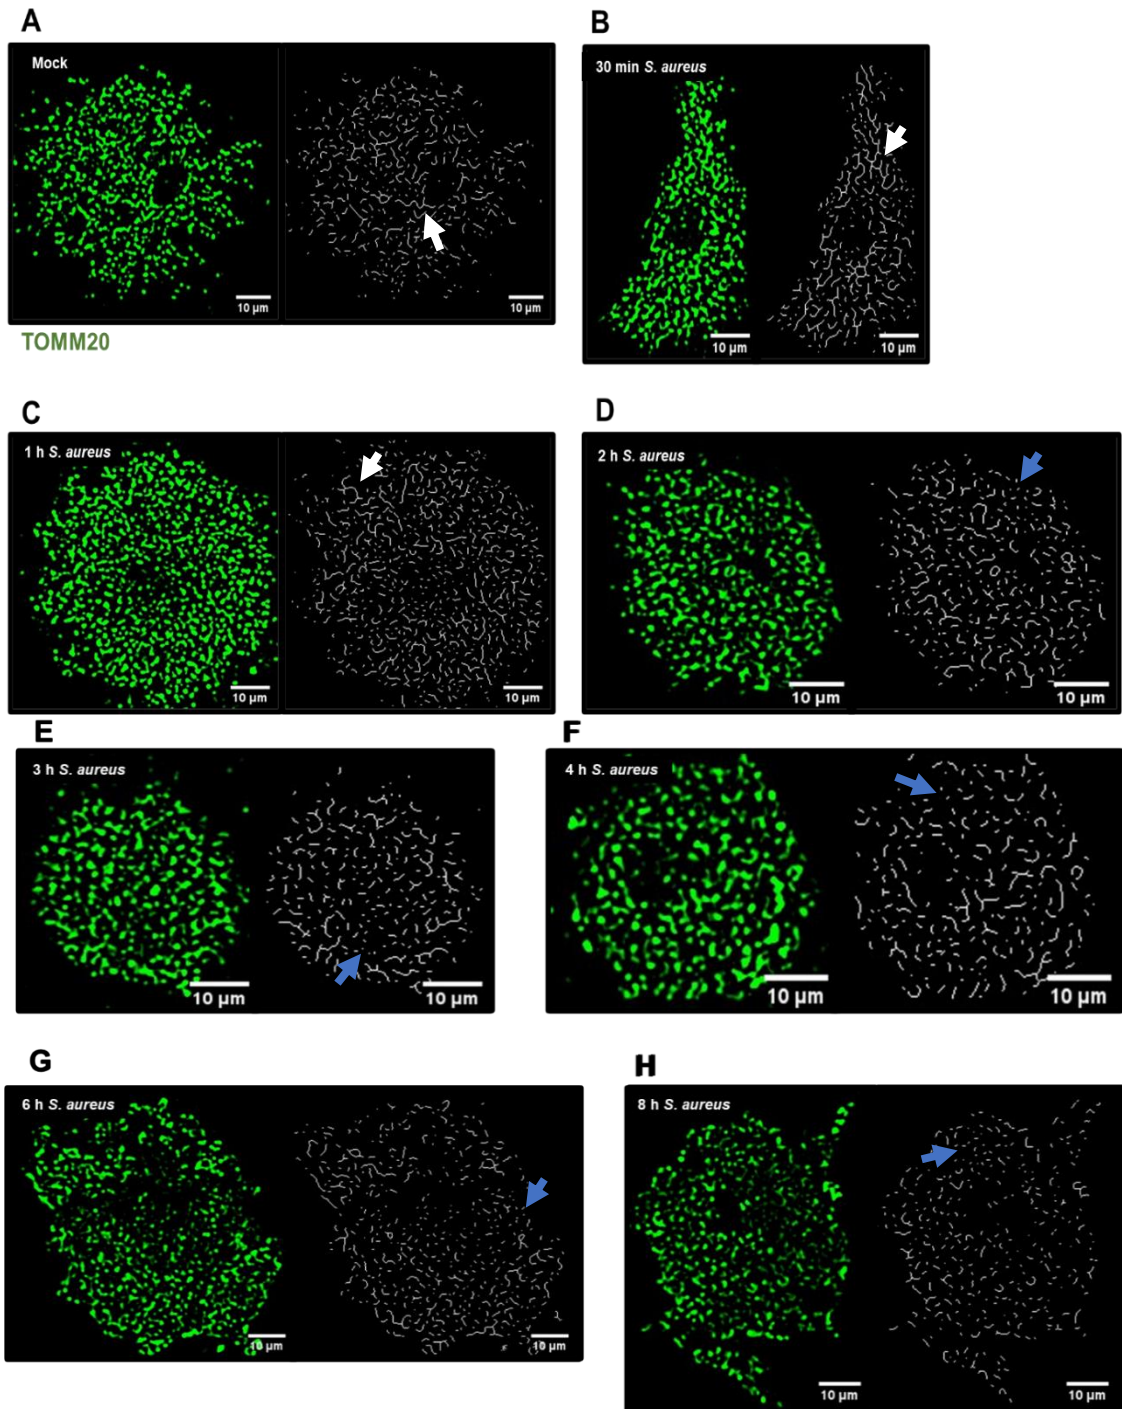 A
Mock
10 µm
10 µm
TOMM20
B
30 min S. aureus
10 µm
10 µm
C
1 h S. aureus
10 µm
10 µm
D
2 h S. aureus
10 µm
10 µm
E
3 h S. aureus
10 µm
10 µm
F
4 h S. aureus
10 µm
10 µm
G
6 h S. aureus
10 µm
10 µm
H
8 h S. aureus
10 µm
10 µm